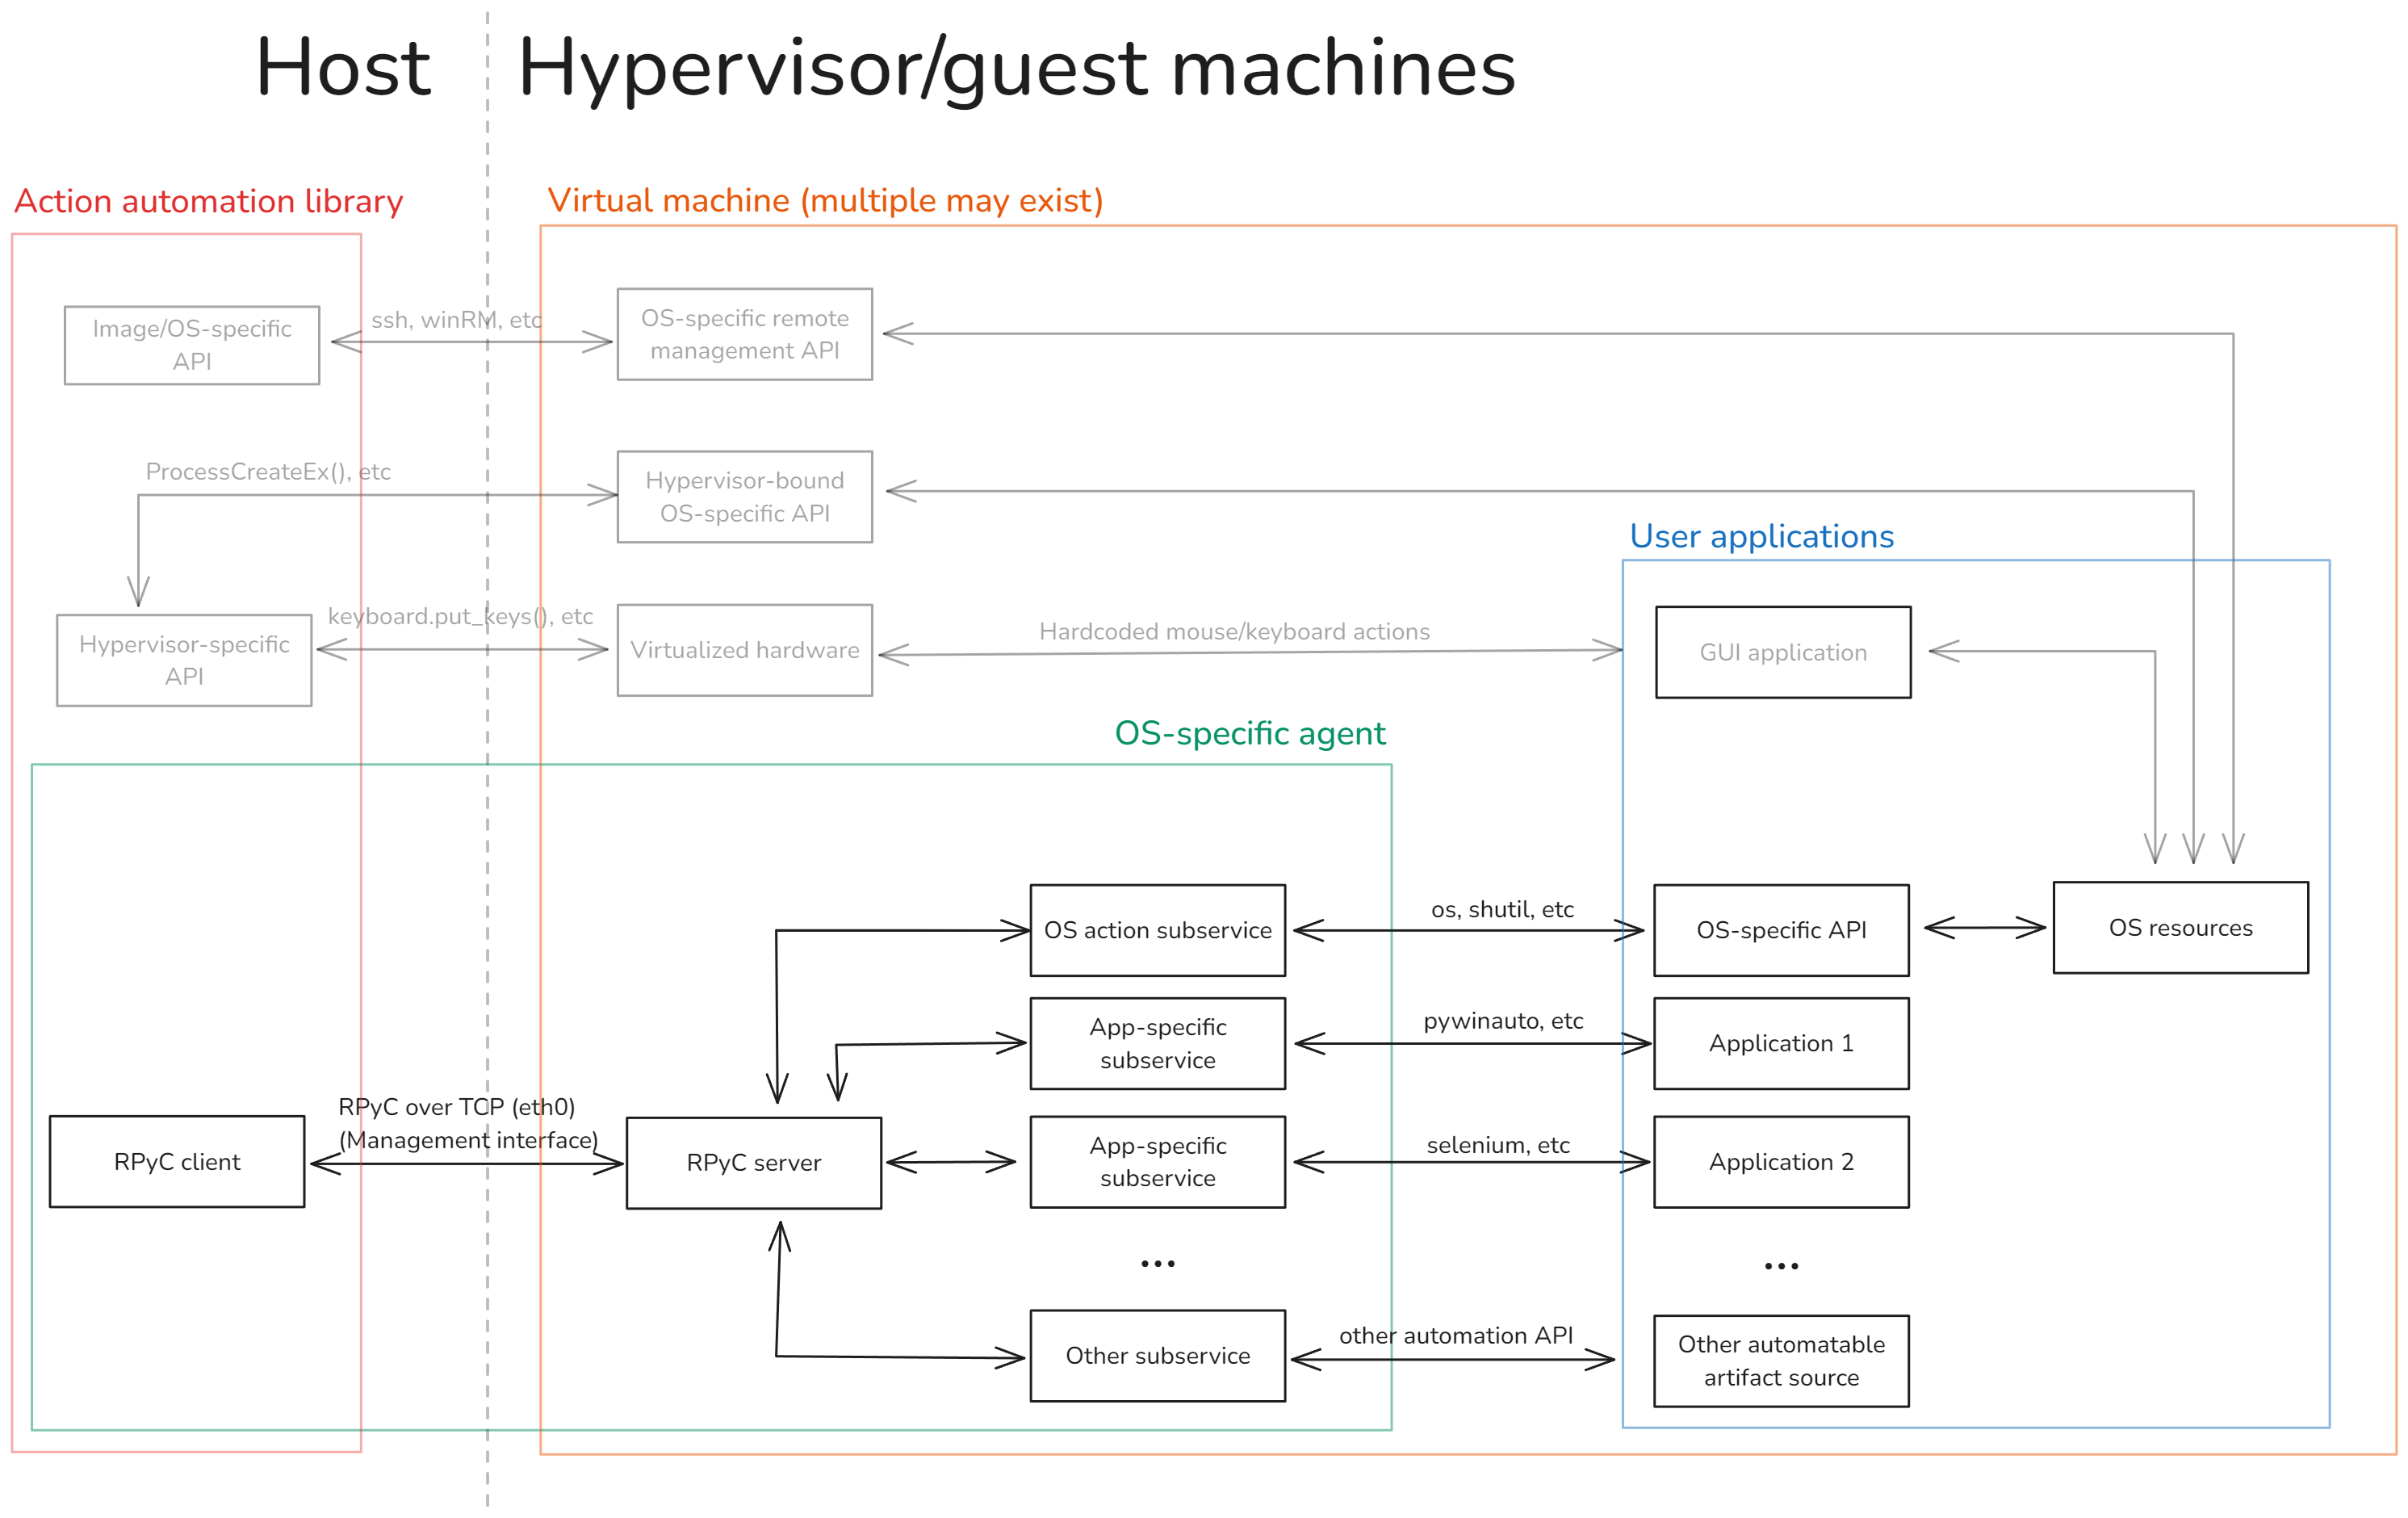 Host
Hypervisor/guest machines
Action automation library
Virtual machine (multiple may exist)
Image/OS-specific
API
ssh, winRM, etc
OS-specific remote
management API
ProcessCreateEx(), etc
Hypervisor-bound
OS-specific API
User applications
Hypervisor-specific
API
keyboard.put_keys(), etc
Virtualized hardware
Hardcoded mouse/keyboard actions
GUI application
OS-specific agent
OS action subservice
os, shutil, etc
OS-specific API
OS resources
App-specific
subservice
pywinauto, etc
Application 1
RPyC client
RPyC over TCP (eth0)
(Management interface)
RPyC server
App-specific
subservice
selenium, etc
Application 2
...
...
Other subservice
other automation API
Other automatable
artifact source